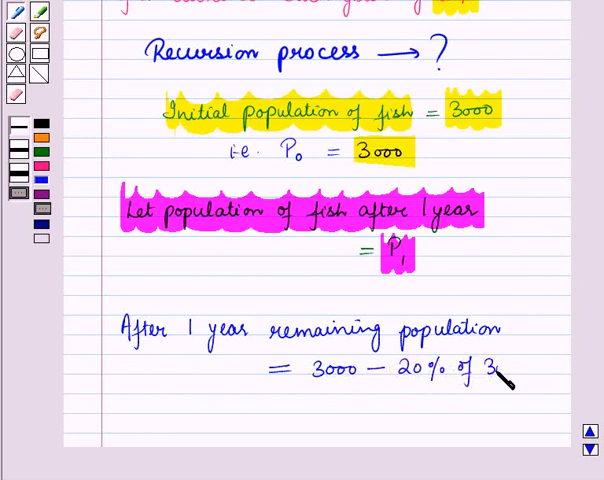 Recursion process → ?
Initial population of fish = 3000
i.e. P₀ = 3000
Let population of fish after 1 year
= P₁
After 1 year remaining population
= 3000 - 20% of 3